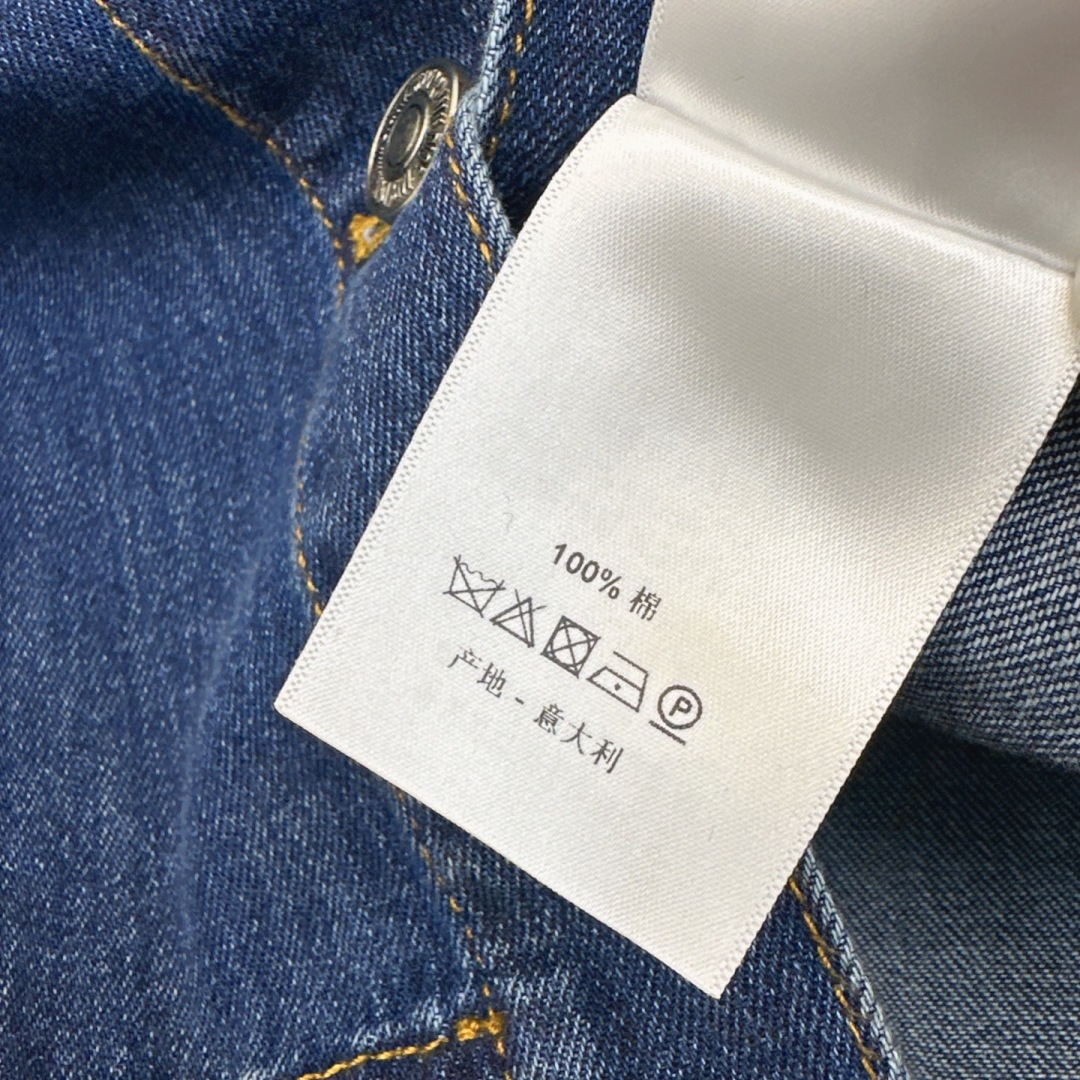 100% 棉
P
产地 - 意大利